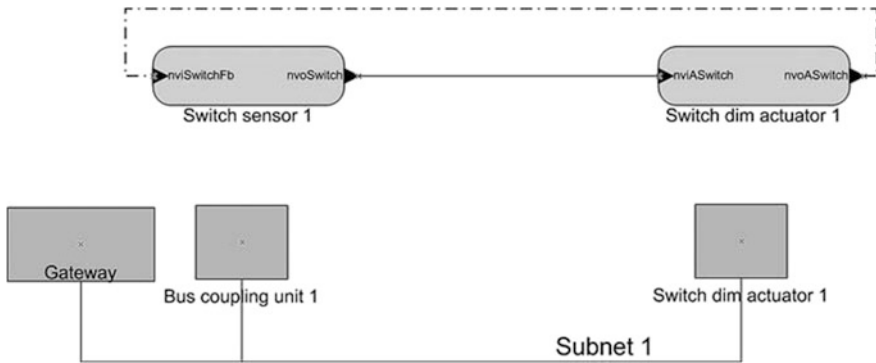 nviSwitchFb nvoSwitch
nviASwitch nvoASwitch
Switch sensor 1
Switch dim actuator 1
Gateway
Bus coupling unit 1
Switch dim actuator 1
Subnet 1